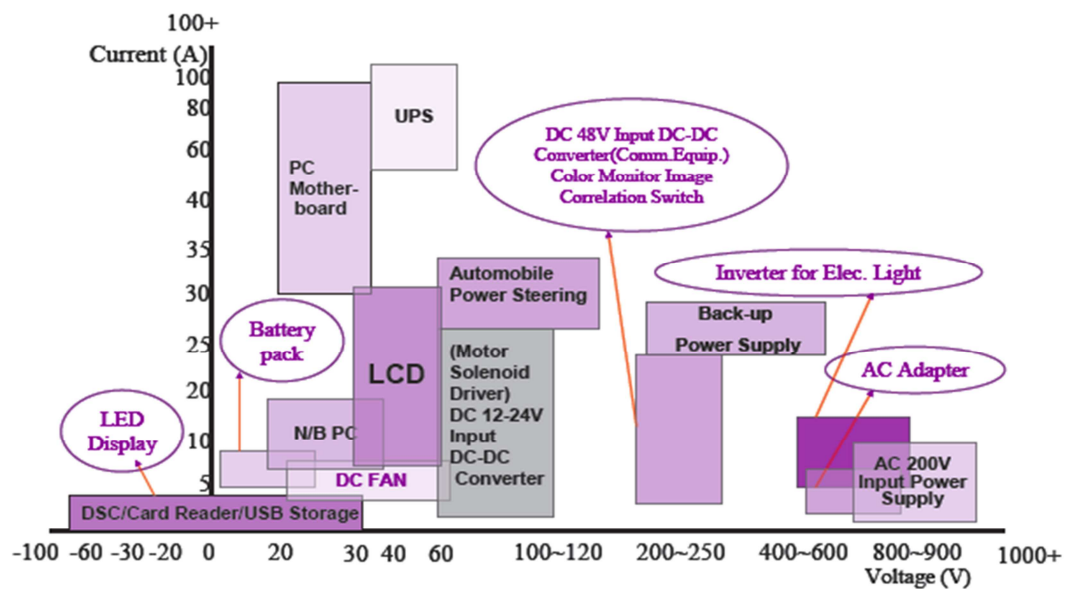 100+
Current (A)
100
80
60
40
35
30
25
20
10
5
UPS
PC
Mother-
board
DC 48V Input DC-DC
Converter(Comm.Equip.)
Color Monitor Image
Correlation Switch
Automobile
Power Steering
Inverter for Elec. Light
Back-up
Power Supply
Battery
pack
LCD
(Motor
Solenoid
Driver)
DC 12-24V
Input
DC-DC
Converter
AC Adapter
LED
Display
N/B PC
DC FAN
AC 200V
Input Power
Supply
DSC/Card Reader/USB Storage
-100 -60 -30 -20 0 20 30 40 60 100~120 200~250 400~600 800~900 1000+
Voltage (V)